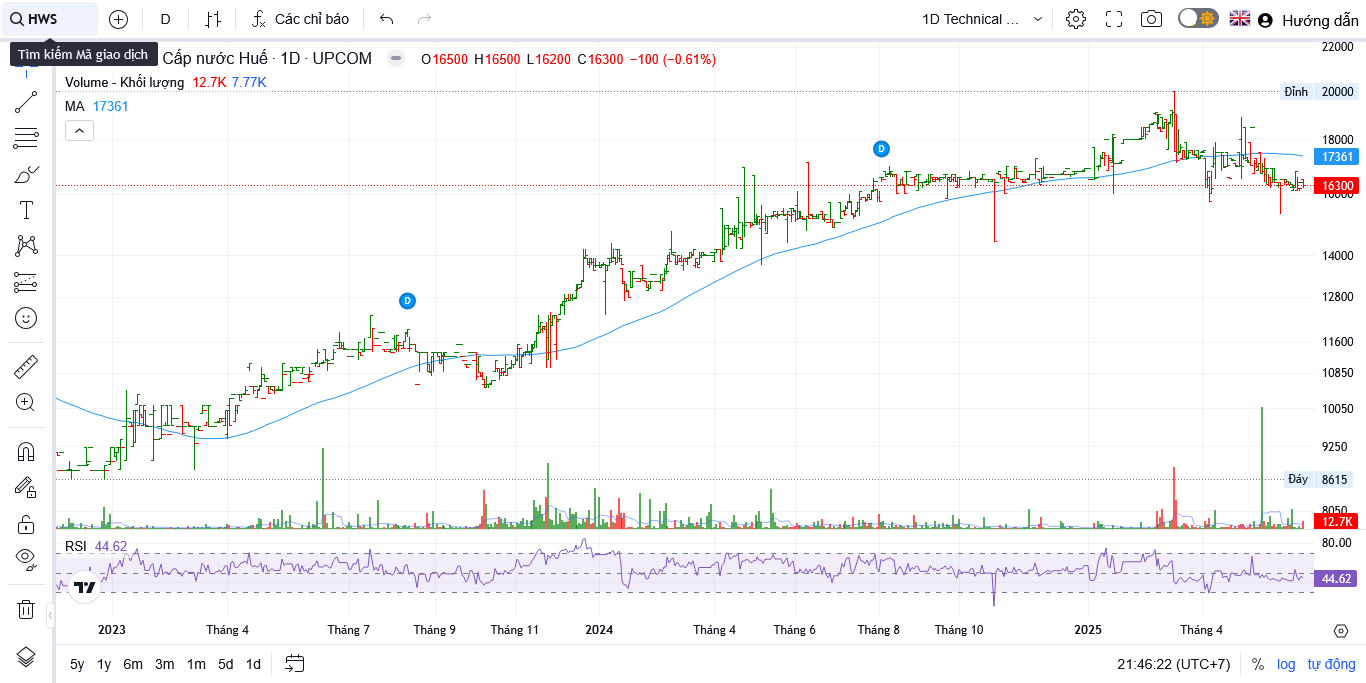 HWS D Các chỉ báo 1D Technical ... Hướng dẫn
Tìm kiếm Mã giao dịch
Cấp nước Huế · 1D · UPCOM O16500 H16500 L16200 C16300 −100 (−0.61%)
Volume - Khối lượng 12.7K 7.77K
MA 17361
22000
Đỉnh 20000
D
18000
17361
16300
16000
14000
D
12800
11600
10850
10050
9250
Đáy 8615
8050
12.7K
RSI 44.62
80.00
44.62
2023 Tháng 4 Tháng 7 Tháng 9 Tháng 11 2024 Tháng 4 Tháng 6 Tháng 8 Tháng 10 2025 Tháng 4
5y 1y 6m 3m 1m 5d 1d 21:46:22 (UTC+7) % log tự động